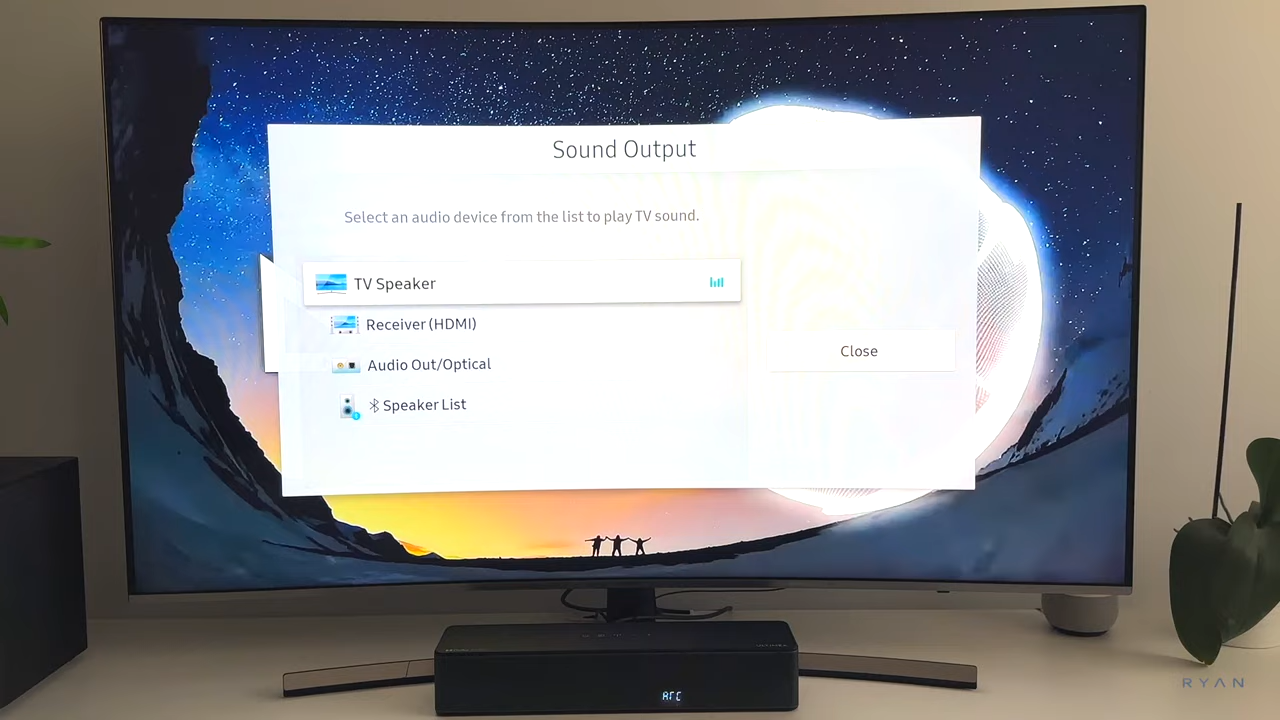 Sound Output
Select an audio device from the list to play TV sound.
TV Speaker
Receiver (HDMI)
Audio Out/Optical
Speaker List
Close
ARC
RYAN